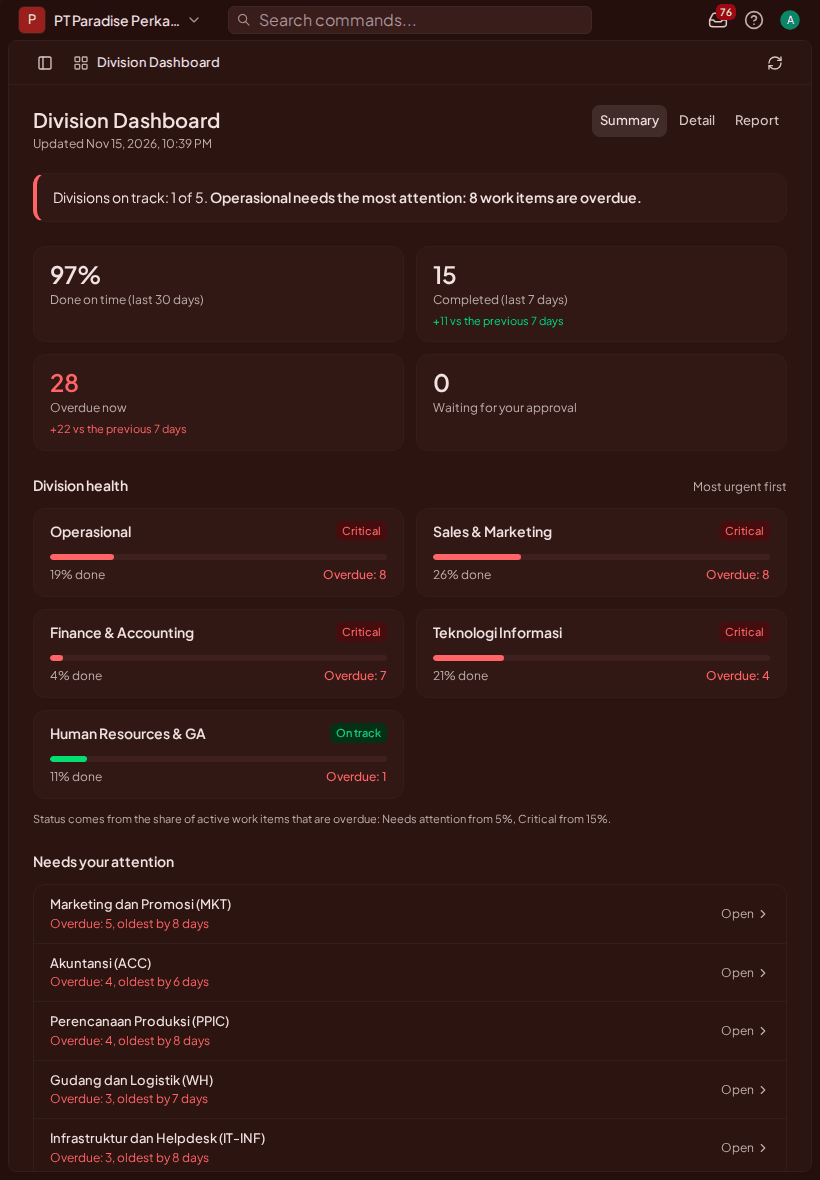 P PT Paradise Perka... Search commands... 76 A
Division Dashboard
Division Dashboard
Summary Detail Report
Updated Nov 15, 2026, 10:39 PM
Divisions on track: 1 of 5. Operasional needs the most attention: 8 work items are overdue.
97%
Done on time (last 30 days)
15
Completed (last 7 days)
+11 vs the previous 7 days
28
Overdue now
+22 vs the previous 7 days
0
Waiting for your approval
Division health
Most urgent first
Operasional Critical
19% done Overdue: 8
Sales & Marketing Critical
26% done Overdue: 8
Finance & Accounting Critical
4% done Overdue: 7
Teknologi Informasi Critical
21% done Overdue: 4
Human Resources & GA On track
11% done Overdue: 1
Status comes from the share of active work items that are overdue: Needs attention from 5%, Critical from 15%.
Needs your attention
Marketing dan Promosi (MKT)
Overdue: 5, oldest by 8 days
Open
Akuntansi (ACC)
Overdue: 4, oldest by 6 days
Open
Perencanaan Produksi (PPIC)
Overdue: 4, oldest by 8 days
Open
Gudang dan Logistik (WH)
Overdue: 3, oldest by 7 days
Open
Infrastruktur dan Helpdesk (IT-INF)
Overdue: 3, oldest by 8 days
Open